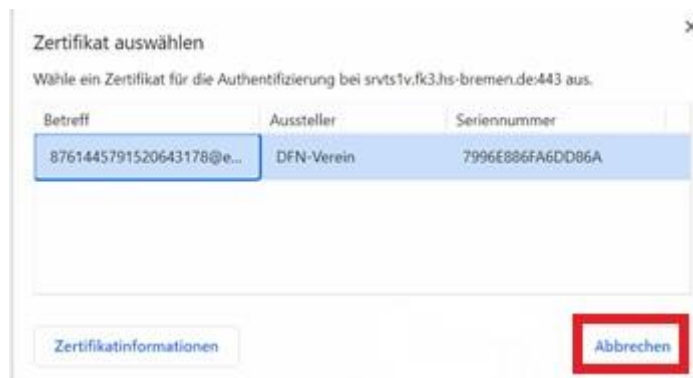 Zertifikat auswählen
Wähle ein Zertifikat für die Authentifizierung bei srvts1v.fk3.hs-bremen.de:443 aus.
Betreff Aussteller Seriennummer
8761445791520643178@e... DFN-Verein 7996E886FA6DD86A
Zertifikatinformationen Abbrechen